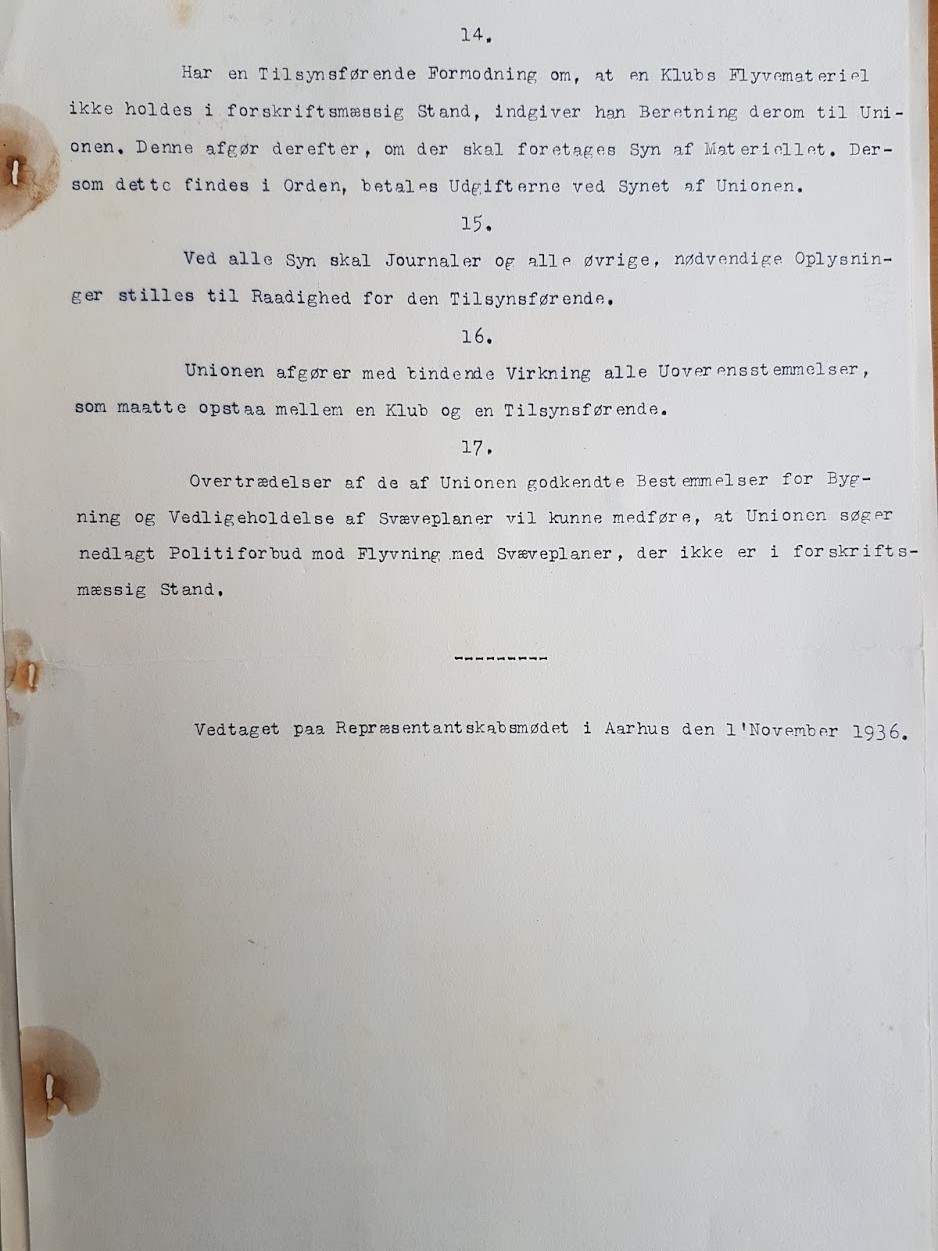 14.
Har en Tilsynsførende Formodning om, at en Klubs Flyvemateriel
ikke holdes i forskriftsmæssig Stand, indgiver han Beretning derom til Uni-
onen. Denne afgør derefter, om der skal foretages Syn af Materiellet. Der-
som dette findes i Orden, betales Udgifterne ved Synet af Unionen.
15.
Ved alle Syn skal Journaler og alle øvrige, nødvendige Oplysnin-
ger stilles til Raadighed for den Tilsynsførende.
16.
Unionen afgører med bindende Virkning alle Uoverensstemmelser,
som maatte opstaa mellem en Klub og en Tilsynsførende.
17.
Overtrædelser af de af Unionen godkendte Bestemmelser for Byg-
ning og Vedligeholdelse af Svæveplaner vil kunne medføre, at Unionen søger
nedlagt Politiforbud mod Flyvning med Svæveplaner, der ikke er i forskrifts-
mæssig Stand.
---------
Vedtaget paa Repræsentantskabsmødet i Aarhus den 1'November 1936.